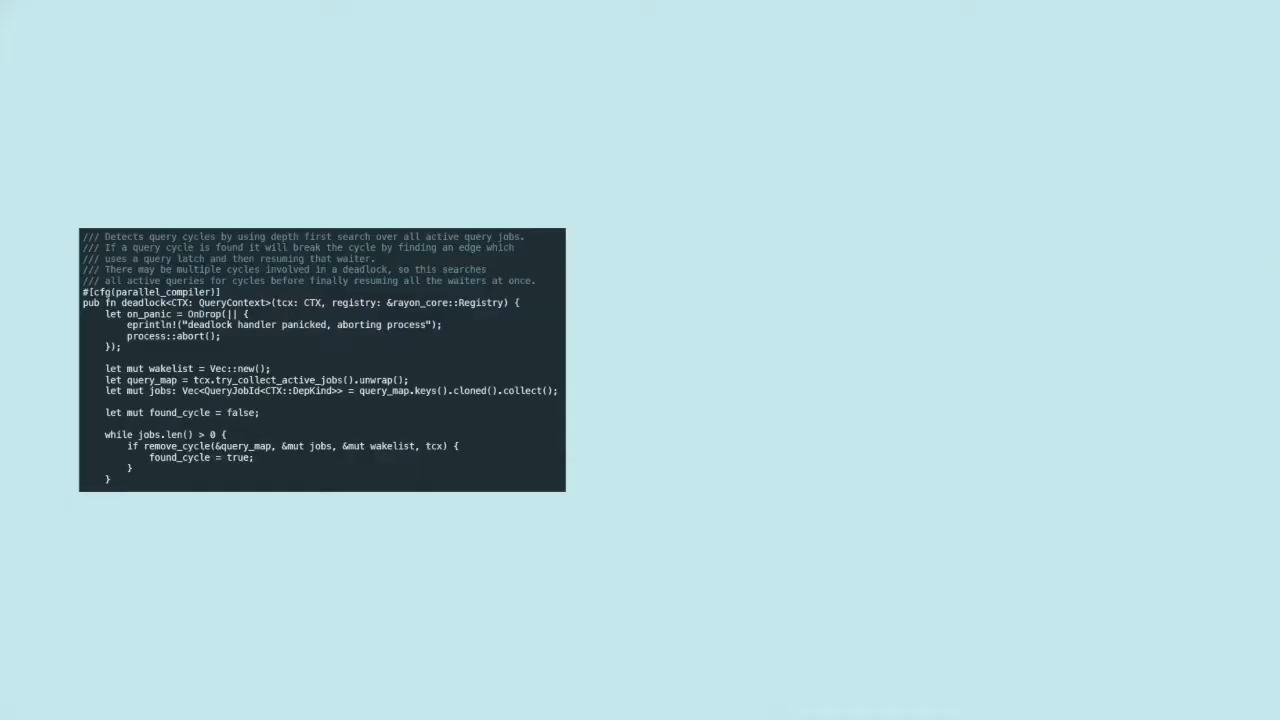 /// Detects query cycles by using depth first search over all active query jobs.
/// If a query cycle is found it will break the cycle by finding an edge which
/// uses a query latch and then resuming that waiter.
/// There may be multiple cycles involved in a deadlock, so this searches
/// all active queries for cycles before finally resuming all the waiters at once.
#[cfg(parallel_compiler)]
pub fn deadlock<CTX: QueryContext>(tcx: CTX, registry: &rayon_core::Registry) {
    let on_panic = OnDrop(|| {
        eprintln!("deadlock handler panicked, aborting process");
        process::abort();
    });
    let mut wakelist = Vec::new();
    let query_map = tcx.try_collect_active_jobs().unwrap();
    let mut jobs: Vec<QueryJobId<CTX::DepKind>> = query_map.keys().cloned().collect();
    let mut found_cycle = false;
    while jobs.len() > 0 {
        if remove_cycle(&query_map, &mut jobs, &mut wakelist, tcx) {
            found_cycle = true;
        }
    }